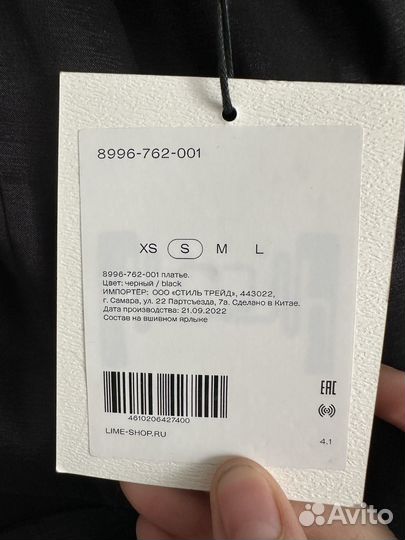 8996-762-001
XS S M L
8996-762-001 платье.
Цвет: черный / black
ИМПОРТЁР: ООО «СТИЛЬ ТРЕЙД», 443022,
г. Самара, ул. 22 Партсъезда, 7а. Сделано в Китае.
Дата производства: 21.09.2022
Состав на вшивном ярлыке
4610206427400
LIME-SHOP.RU
EAC
4.1
Avito